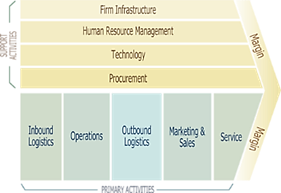 Firm Infrastructure
Human Resource Management
Technology
Procurement
SUPPORT
ACTIVITIES
Margin
Inbound
Logistics
Operations
Outbound
Logistics
Marketing &
Sales
Service
Margin
PRIMARY ACTIVITIES